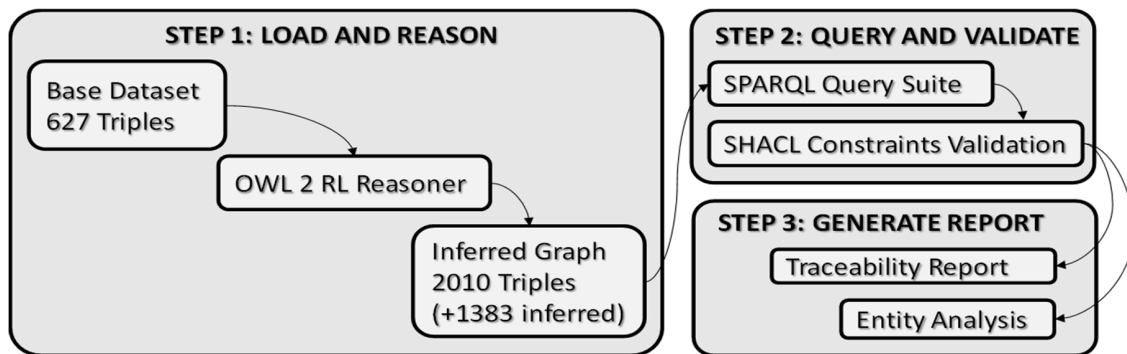 STEP 1: LOAD AND REASON
Base Dataset
627 Triples
OWL 2 RL Reasoner
Inferred Graph
2010 Triples
(+1383 inferred)
STEP 2: QUERY AND VALIDATE
SPARQL Query Suite
SHACL Constraints Validation
STEP 3: GENERATE REPORT
Traceability Report
Entity Analysis